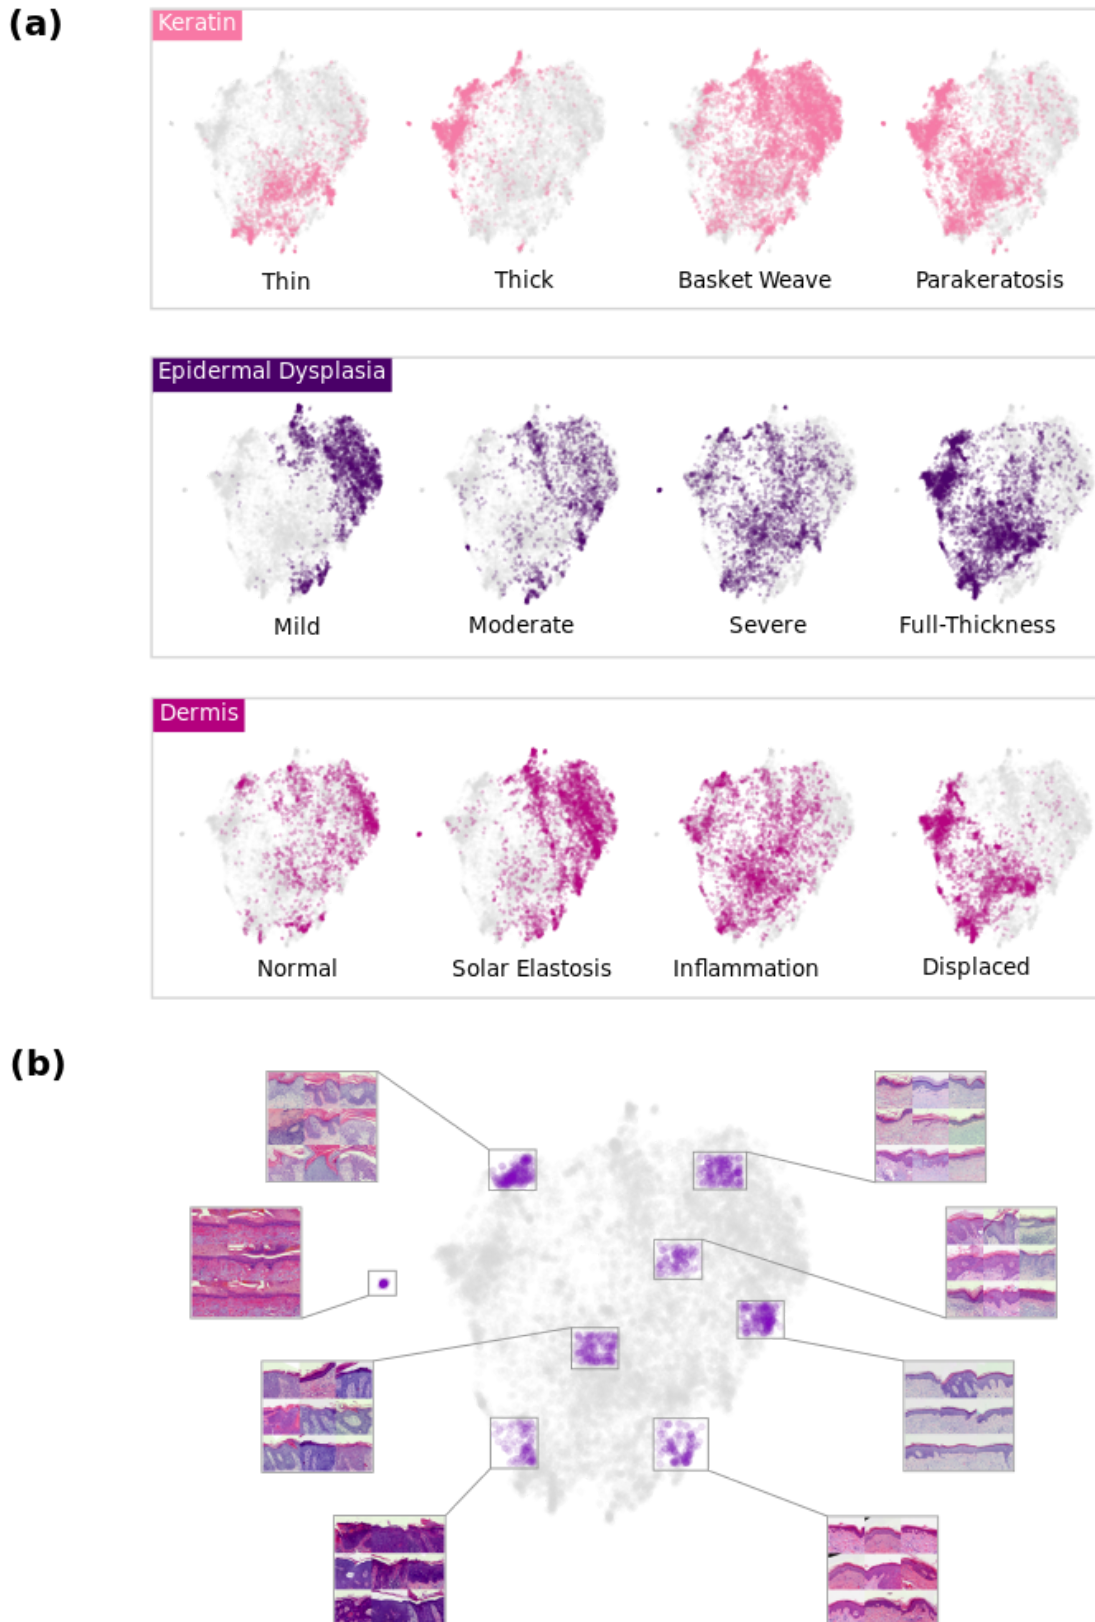 (a)
Keratin
Thin Thick Basket Weave Parakeratosis
Epidermal Dysplasia
Mild Moderate Severe Full-Thickness
Dermis
Normal Solar Elastosis Inflammation Displaced
(b)